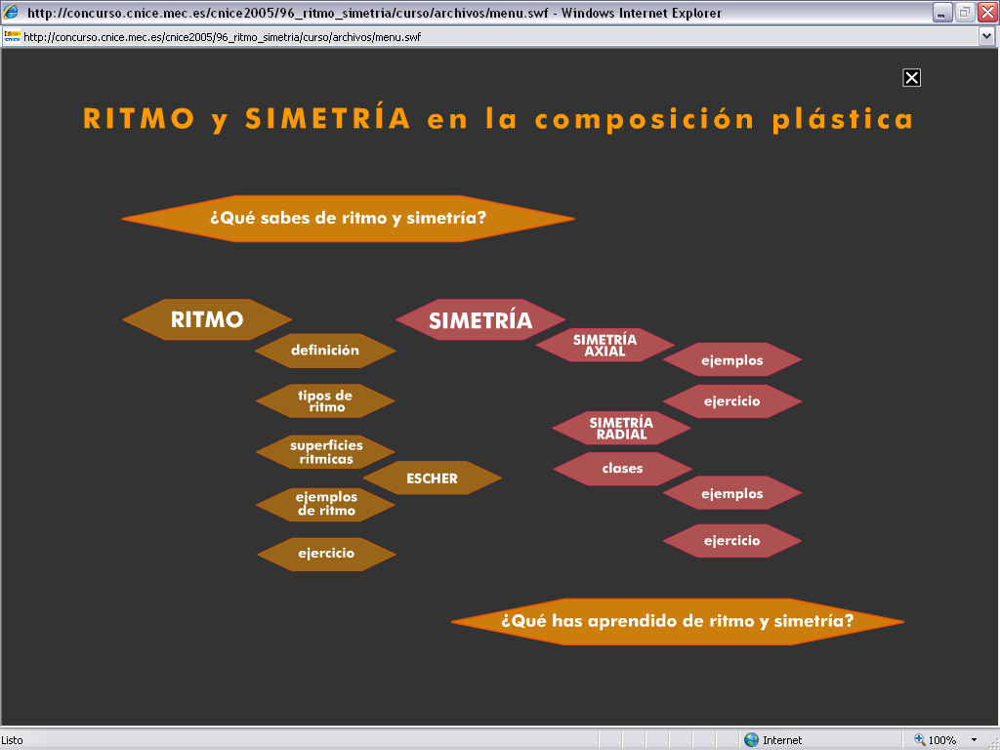 http://concurso.cnice.mec.es/cnice2005/96_ritmo_simetria/curso/archivos/menu.swf - Windows Internet Explorer
http://concurso.cnice.mec.es/cnice2005/96_ritmo_simetria/curso/archivos/menu.swf
RITMO y SIMETRÍA en la composición plástica
¿Qué sabes de ritmo y simetría?
RITMO
definición
tipos de
ritmo
superficies
rítmicas
ESCHER
ejemplos
de ritmo
ejercicio
SIMETRÍA
SIMETRÍA
AXIAL
ejemplos
ejercicio
SIMETRÍA
RADIAL
clases
ejemplos
ejercicio
¿Qué has aprendido de ritmo y simetría?
Listo
Internet
100%